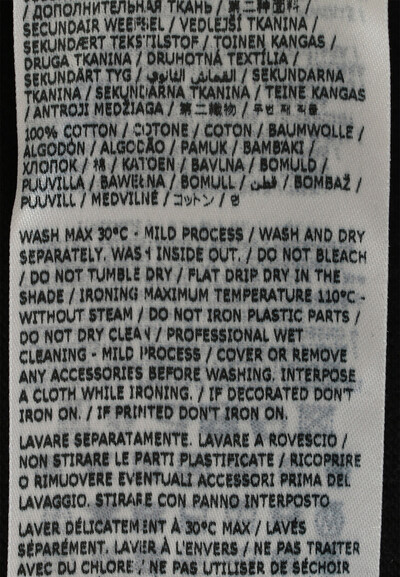 / ДОПОЛНИТЕЛЬНАЯ ТКАНЬ / 第二种面料 /
SECUNDAIR WEEFSEL / VEDLEJŠÍ TKANINA /
SEKUNDÆRT TEKSTILSTOF / TOINEN KANGAS /
DRUGA TKANINA / DRUHOTNÁ TEXTÍLIA /
SEKUNDÄRT TYG / القماش الثانوي / SEKUNDARNA
TKANINA / SEKUNDARNA TKANINA / TEINE KANGAS
/ ANTROJI MEDŽIAGA / 第二織物 / 두번째 직물
100% COTTON / COTONE / COTON / BAUMWOLLE /
ALGODÓN / ALGODÃO / PAMUK / ΒΑΜΒΑΚΙ /
ХЛОПОК / 棉 / KATOEN / BAVLNA / BOMULD /
PUUVILLA / BAWEŁNA / BOMULL / قطن / BOMBAŽ /
PUUVILL / MEDVILNĖ / コットン / 면
WASH MAX 30°C - MILD PROCESS / WASH AND DRY
SEPARATELY. WASH INSIDE OUT. / DO NOT BLEACH
/ DO NOT TUMBLE DRY / FLAT DRIP DRY IN THE
SHADE / IRONING MAXIMUM TEMPERATURE 110°C -
WITHOUT STEAM / DO NOT IRON PLASTIC PARTS /
DO NOT DRY CLEAN / PROFESSIONAL WET
CLEANING - MILD PROCESS / COVER OR REMOVE
ANY ACCESSORIES BEFORE WASHING. INTERPOSE
A CLOTH WHILE IRONING. / IF DECORATED DON'T
IRON ON. / IF PRINTED DON'T IRON ON.
LAVARE SEPARATAMENTE. LAVARE A ROVESCIO /
NON STIRARE LE PARTI PLASTIFICATE / RICOPRIRE
O RIMUOVERE EVENTUALI ACCESSORI PRIMA DEL
LAVAGGIO. STIRARE CON PANNO INTERPOSTO
LAVER DÉLICATEMENT À 30°C MAX / LAVÉS
SÉPARÉMENT. LAVER À L'ENVERS / NE PAS TRAITER
AVEC DU CHLORE / NE PAS UTILISER DE SÉCHOIR